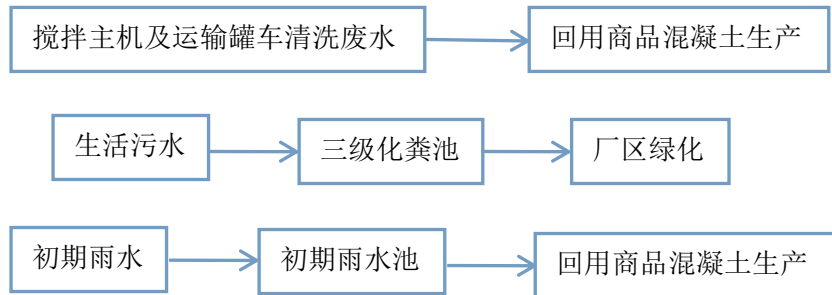 搅拌主机及运输罐车清洗废水
回用商品混凝土生产
生活污水
三级化粪池
厂区绿化
初期雨水
初期雨水池
回用商品混凝土生产